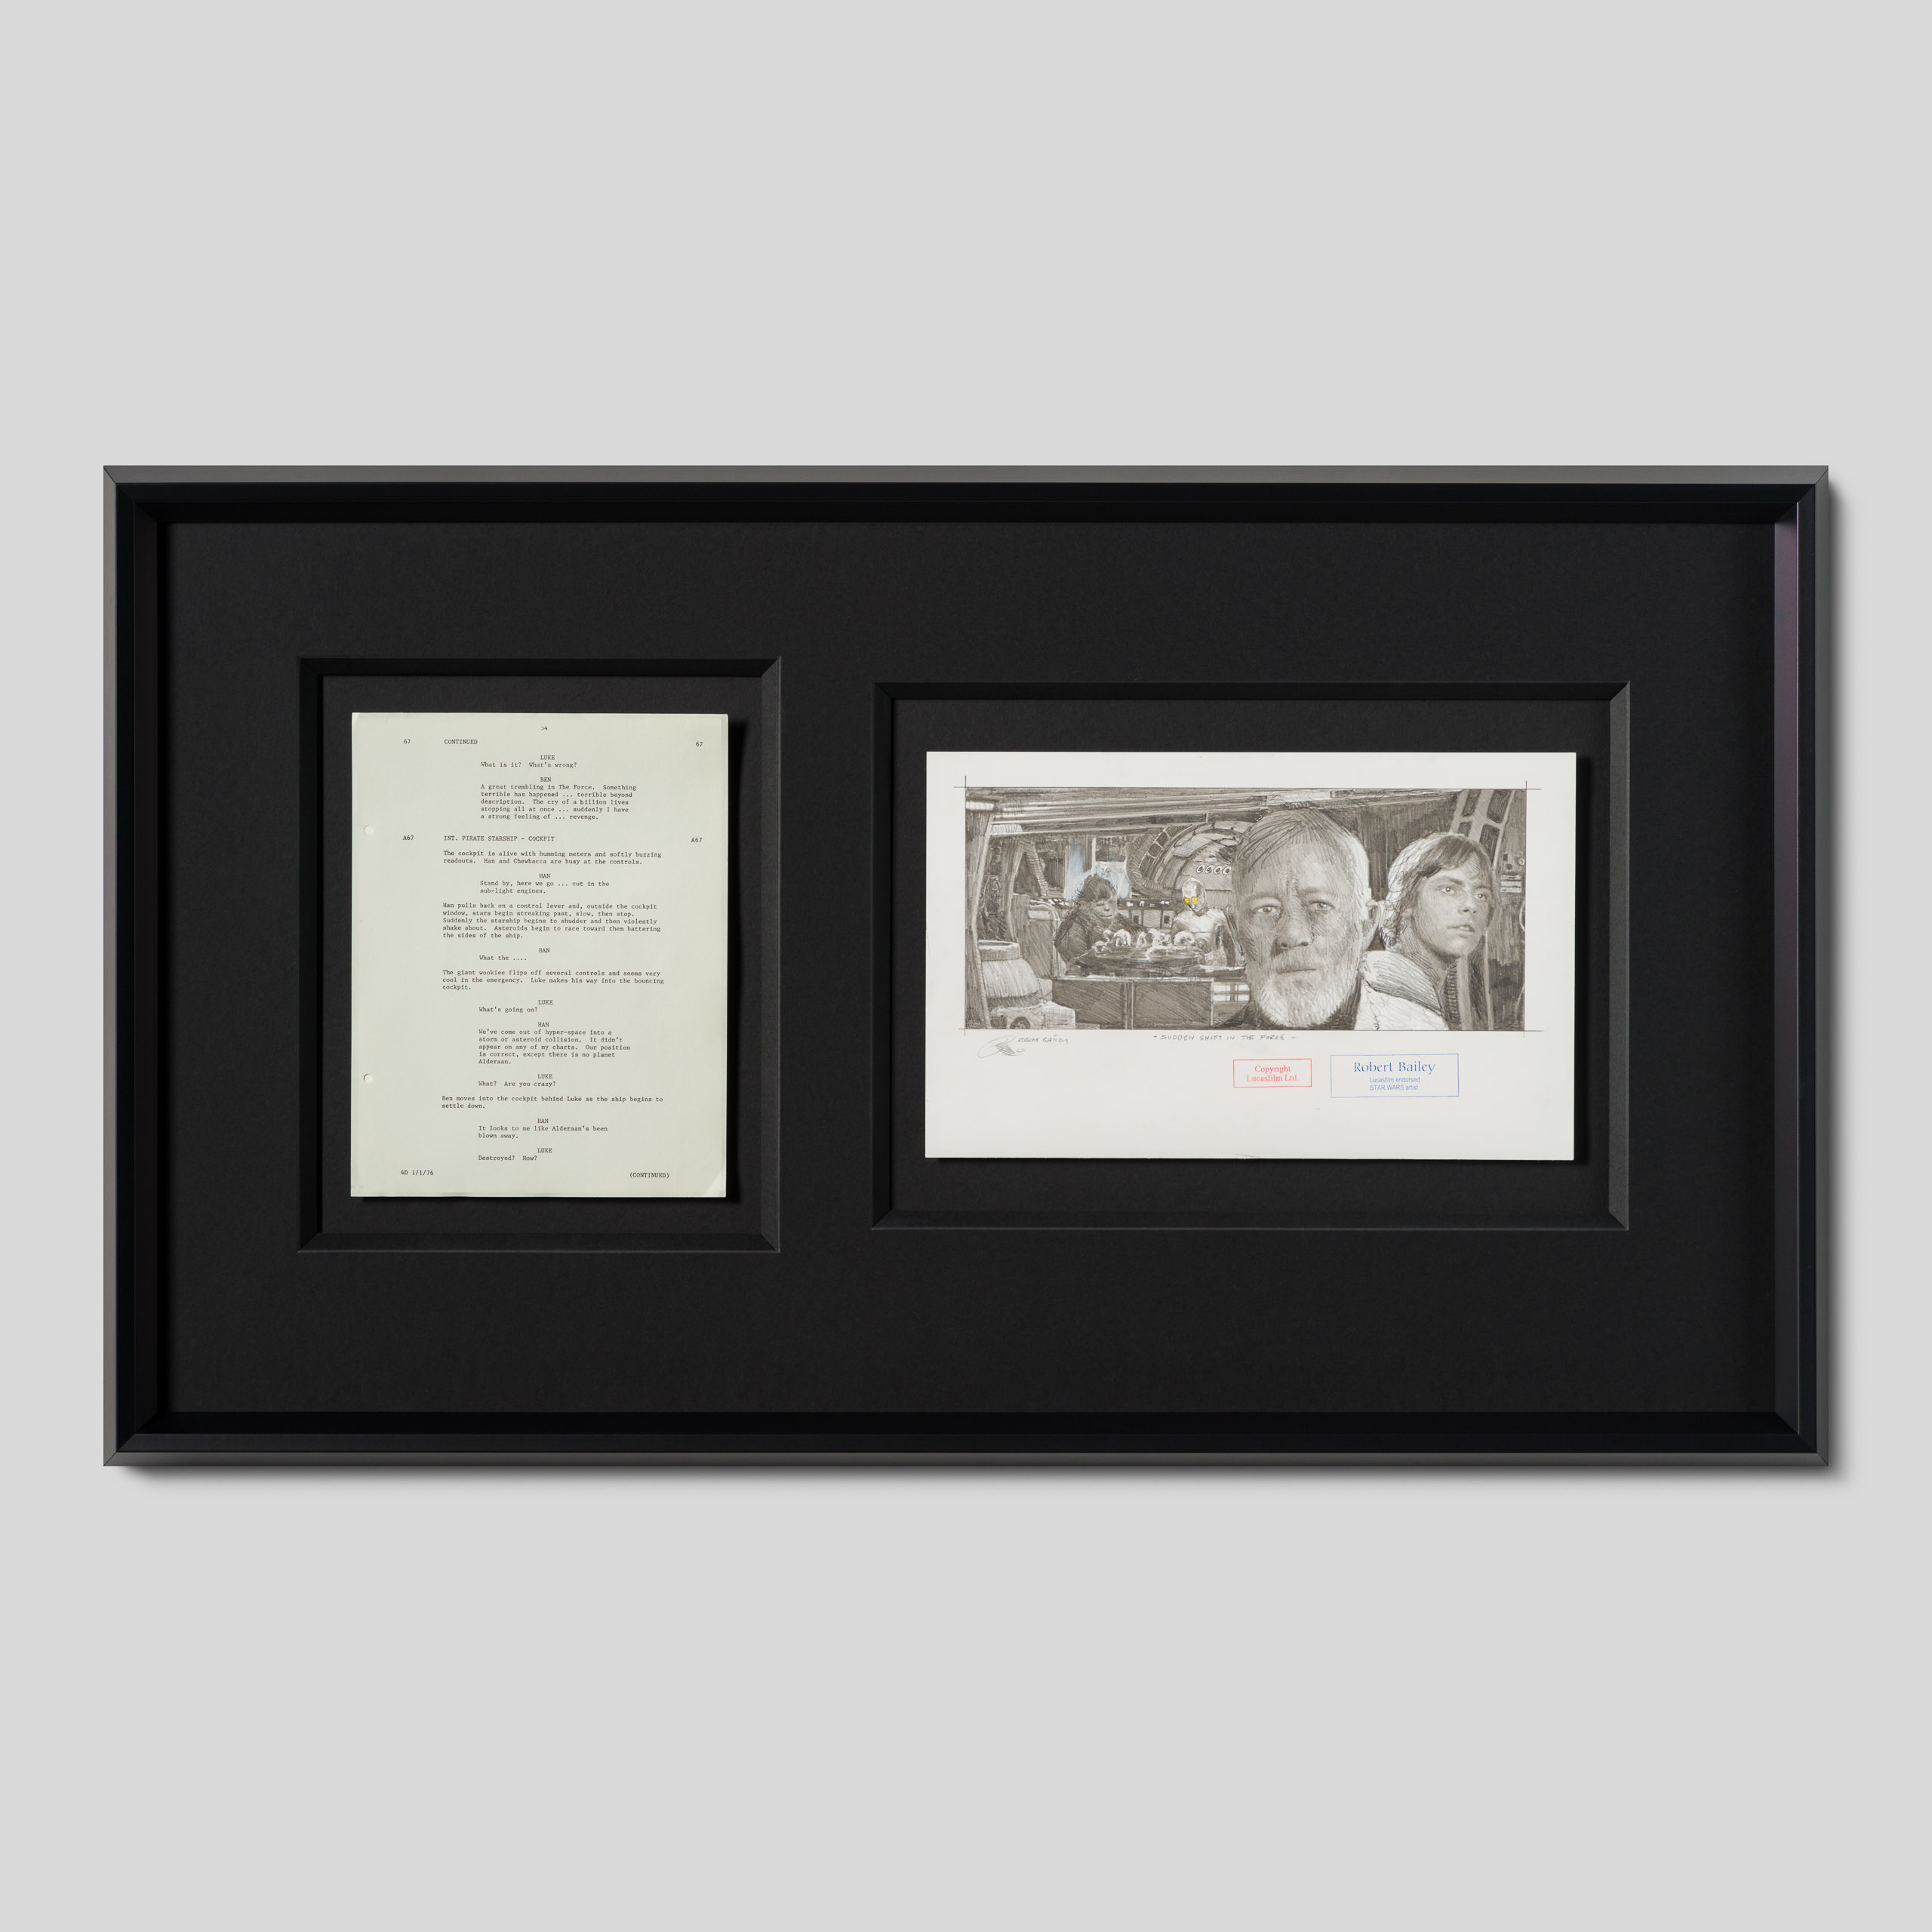 67 CONTINUED 67
LUKE
What is it?  What's wrong?
BEN
A great trembling in The Force.  Something
terrible has happened ... terrible beyond
description.  The cry of a billion lives
stopping all at once ... suddenly I have
a strong feeling of ... revenge.
A67 INT. PIRATE STARSHIP - COCKPIT A67
The cockpit is alive with humming meters and softly buzzing
readouts.  Han and Chewbacca are busy at the controls.
HAN
Stand by, here we go ... cut in the
sub-light engines.
Han pulls back on a control lever and, outside the cockpit
window, stars begin streaking past, slow, then stop.
Suddenly the starship begins to shudder and then violently
shake about.  Asteroids begin to race toward them battering
the sides of the ship.
HAN
What the ....
The giant wookiee flips off several controls and seems very
cool in the emergency.  Luke makes his way into the bouncing
cockpit.
LUKE
What's going on?
HAN
We've come out of hyper-space into a
storm or asteroid collision.  It didn't
appear on any of my charts.  Our position
is correct, except there is no planet
Alderaan.
LUKE
What?  Are you crazy?
Ben moves into the cockpit behind Luke as the ship begins to
settle down.
HAN
It looks to me like Alderaan's been
blown away.
LUKE
Destroyed?  How?
4D 1/1/76 (CONTINUED)
ROBERT BAILEY
- SUDDEN SHIFT IN THE FORCE -
Copyright
Lucasfilm Ltd
Robert Bailey
Lucasfilm endorsed
STAR WARS artist